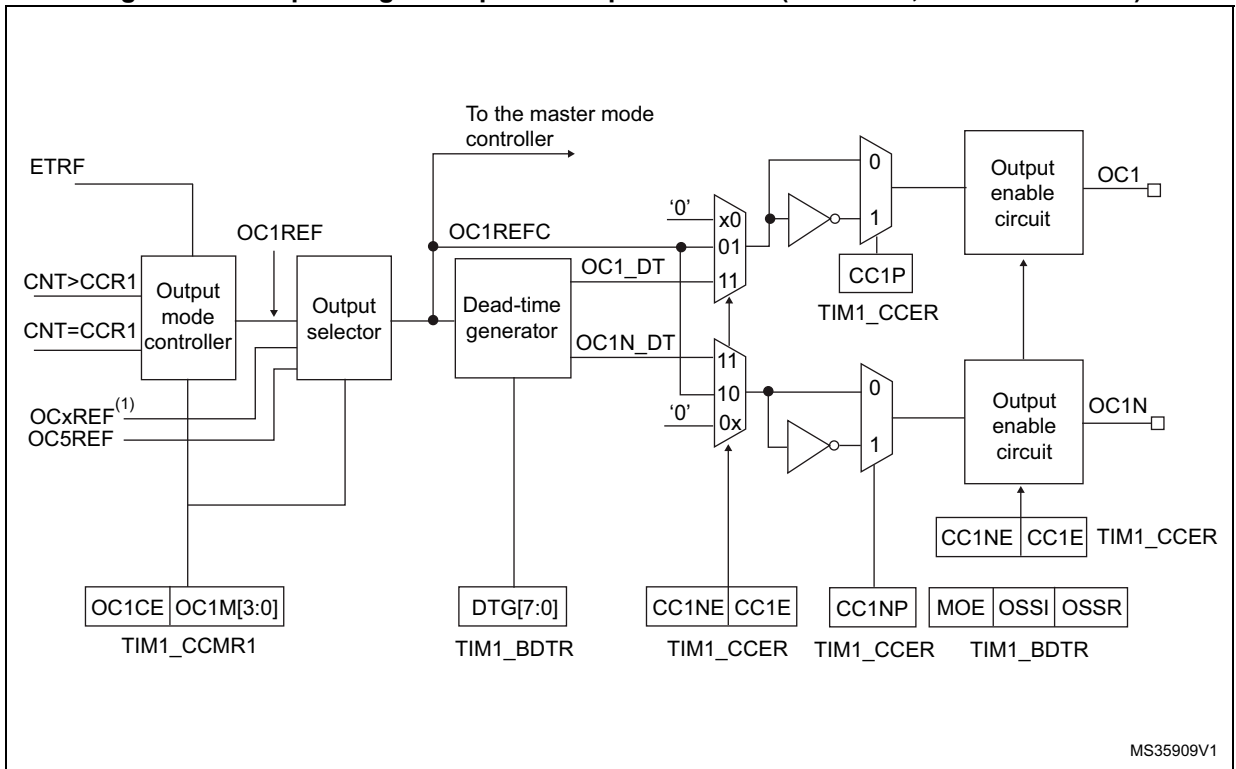 To the master mode
controller
ETRF
OC1REF
CNT>CCR1
CNT=CCR1
Output
mode
controller
Output
selector
OCxREF(1)
OC5REF
OC1REFC
Dead-time
generator
OC1_DT
OC1N_DT
‘0’
x0
01
11
11
10
0x
‘0’
0
1
CC1P
TIM1_CCER
0
1
Output
enable
circuit
OC1
Output
enable
circuit
OC1N
CC1NE CC1E TIM1_CCER
OC1CE OC1M[3:0]
TIM1_CCMR1
DTG[7:0]
TIM1_BDTR
CC1NE CC1E
TIM1_CCER
CC1NP
TIM1_CCER
MOE OSSI OSSR
TIM1_BDTR
MS35909V1